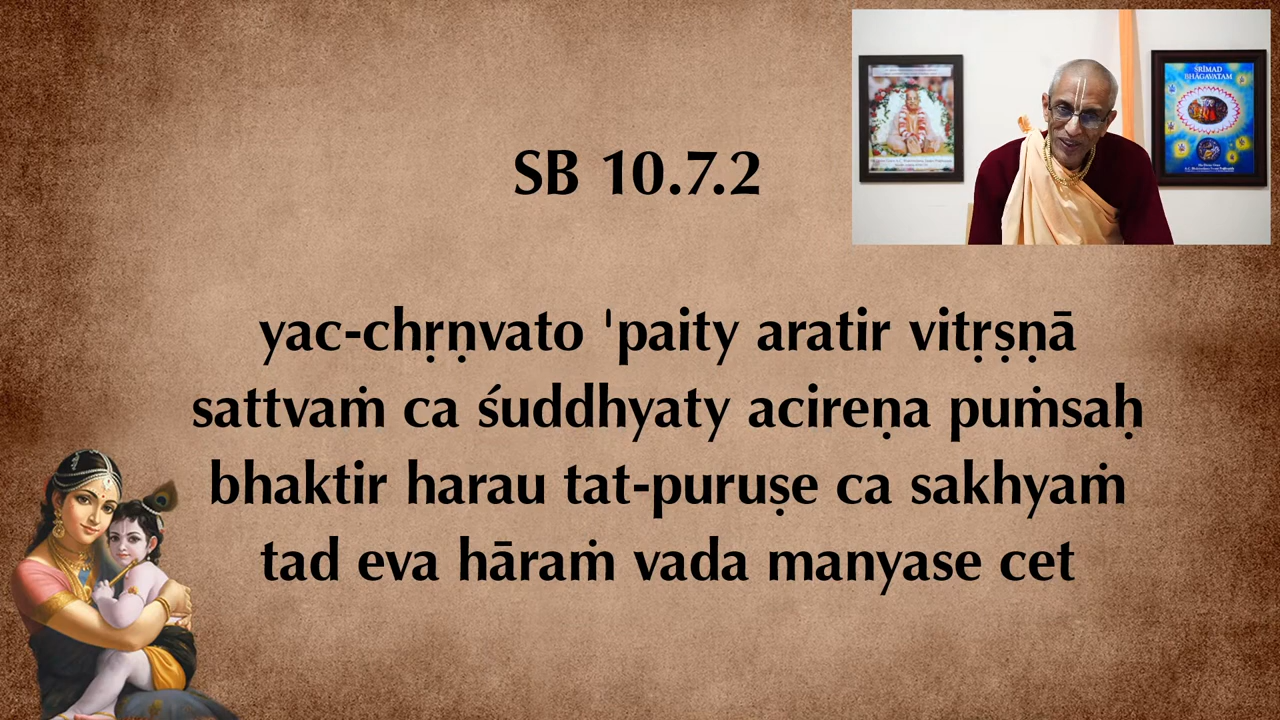 SB 10.7.2
yac-chṛṇvato 'paity aratir vitṛṣṇā
sattvaṁ ca śuddhyaty acireṇa puṁsaḥ
bhaktir harau tat-puruṣe ca sakhyaṁ
tad eva hāraṁ vada manyase cet
ŚRĪMAD
BHĀGAVATAM